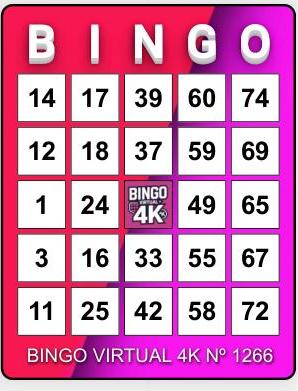 B I N G O
14 17 39 60 74
12 18 37 59 69
1 24 BINGO VIRTUAL 4K 49 65
3 16 33 55 67
11 25 42 58 72
BINGO VIRTUAL 4K Nº 1266